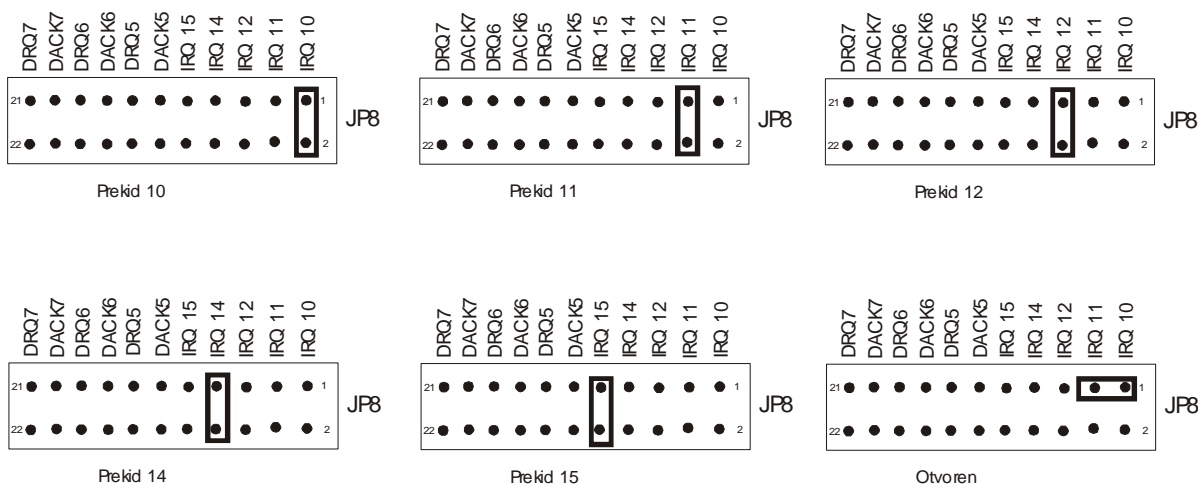 DRQ7 DACK7 DRQ6 DACK6 DRQ5 DACK5 IRQ 15 IRQ 14 IRQ 12 IRQ 11 IRQ 10
21 1
22 2
JP8
Prekid 10
DRQ7 DACK7 DRQ6 DACK6 DRQ5 DACK5 IRQ 15 IRQ 14 IRQ 12 IRQ 11 IRQ 10
21 1
22 2
JP8
Prekid 11
DRQ7 DACK7 DRQ6 DACK6 DRQ5 DACK5 IRQ 15 IRQ 14 IRQ 12 IRQ 11 IRQ 10
21 1
22 2
JP8
Prekid 12
DRQ7 DACK7 DRQ6 DACK6 DRQ5 DACK5 IRQ 15 IRQ 14 IRQ 12 IRQ 11 IRQ 10
21 1
22 2
JP8
Prekid 14
DRQ7 DACK7 DRQ6 DACK6 DRQ5 DACK5 IRQ 15 IRQ 14 IRQ 12 IRQ 11 IRQ 10
21 1
22 2
JP8
Prekid 15
DRQ7 DACK7 DRQ6 DACK6 DRQ5 DACK5 IRQ 15 IRQ 14 IRQ 12 IRQ 11 IRQ 10
21 1
22 2
JP8
Otvoren